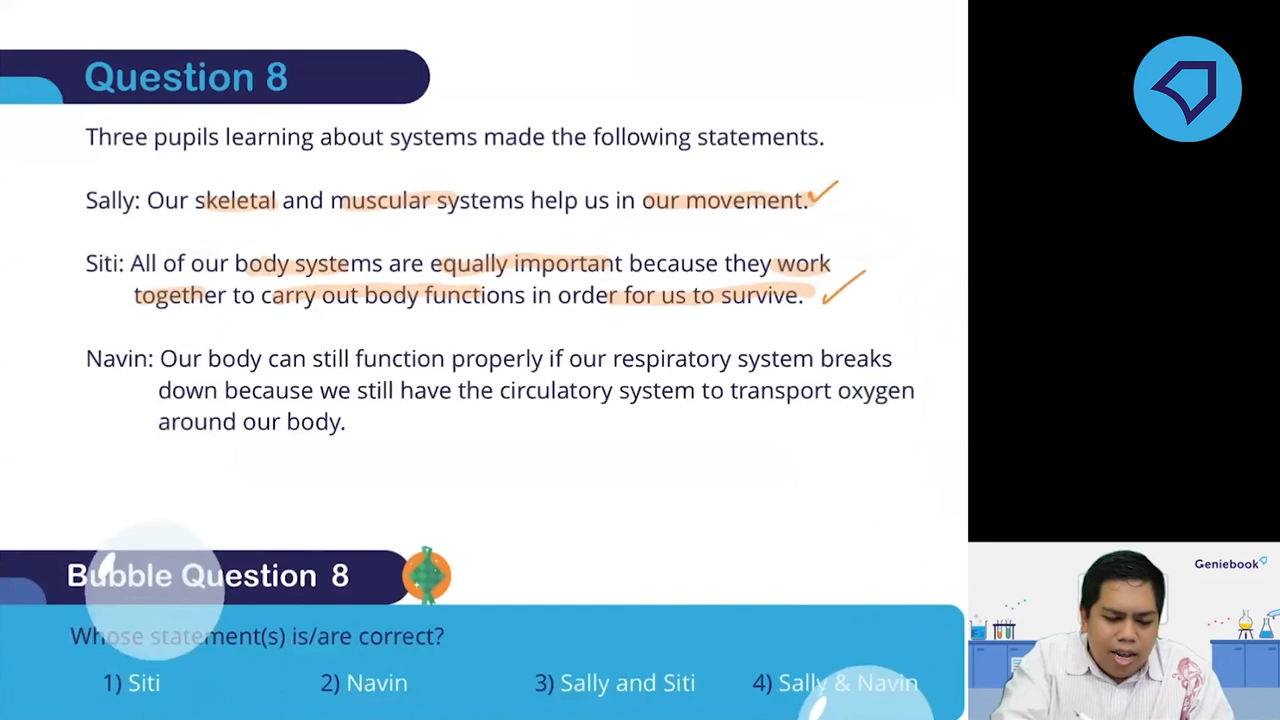 Question 8
Three pupils learning about systems made the following statements.
Sally: Our skeletal and muscular systems help us in our movement.
Siti: All of our body systems are equally important because they work
together to carry out body functions in order for us to survive.
Navin: Our body can still function properly if our respiratory system breaks
down because we still have the circulatory system to transport oxygen
around our body.
Bubble Question 8
Whose statement(s) is/are correct?
1) Siti 2) Navin 3) Sally and Siti 4) Sally & Navin
Geniebook